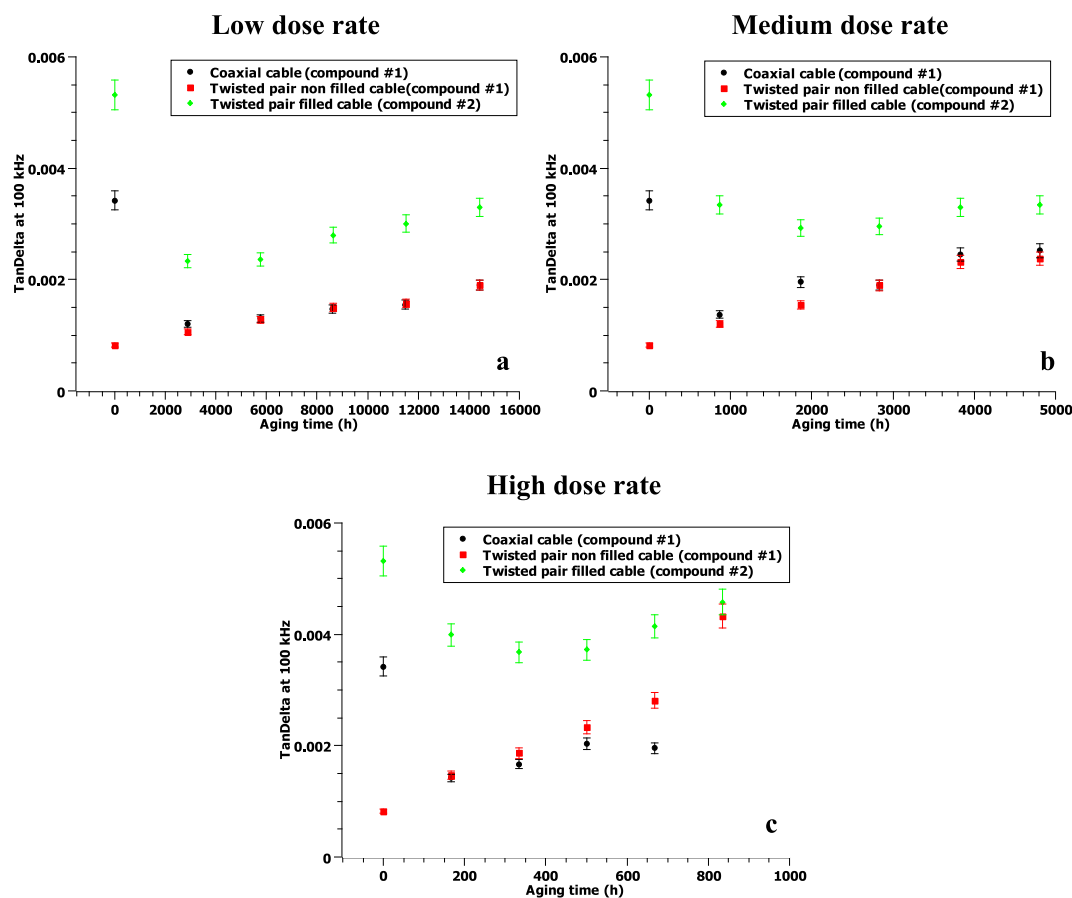 Low dose rate
0.006
0.004
0.002
0
TanDelta at 100 kHz
Coaxial cable (compound #1)
Twisted pair non filled cable(compound #1)
Twisted pair filled cable (compound #2)
a
0 2000 4000 6000 8000 10000 12000 14000 16000
Aging time (h)
Medium dose rate
0.006
0.004
0.002
0
TanDelta at 100 kHz
Coaxial cable (compound #1)
Twisted pair non filled cable (compound #1)
Twisted pair filled cable (compound #2)
b
0 1000 2000 3000 4000 5000
Aging time (h)
High dose rate
0.006
0.004
0.002
0
TanDelta at 100 kHz
Coaxial cable (compound #1)
Twisted pair non filled cable (compound #1)
Twisted pair filled cable (compound #2)
c
0 200 400 600 800 1000
Aging time (h)